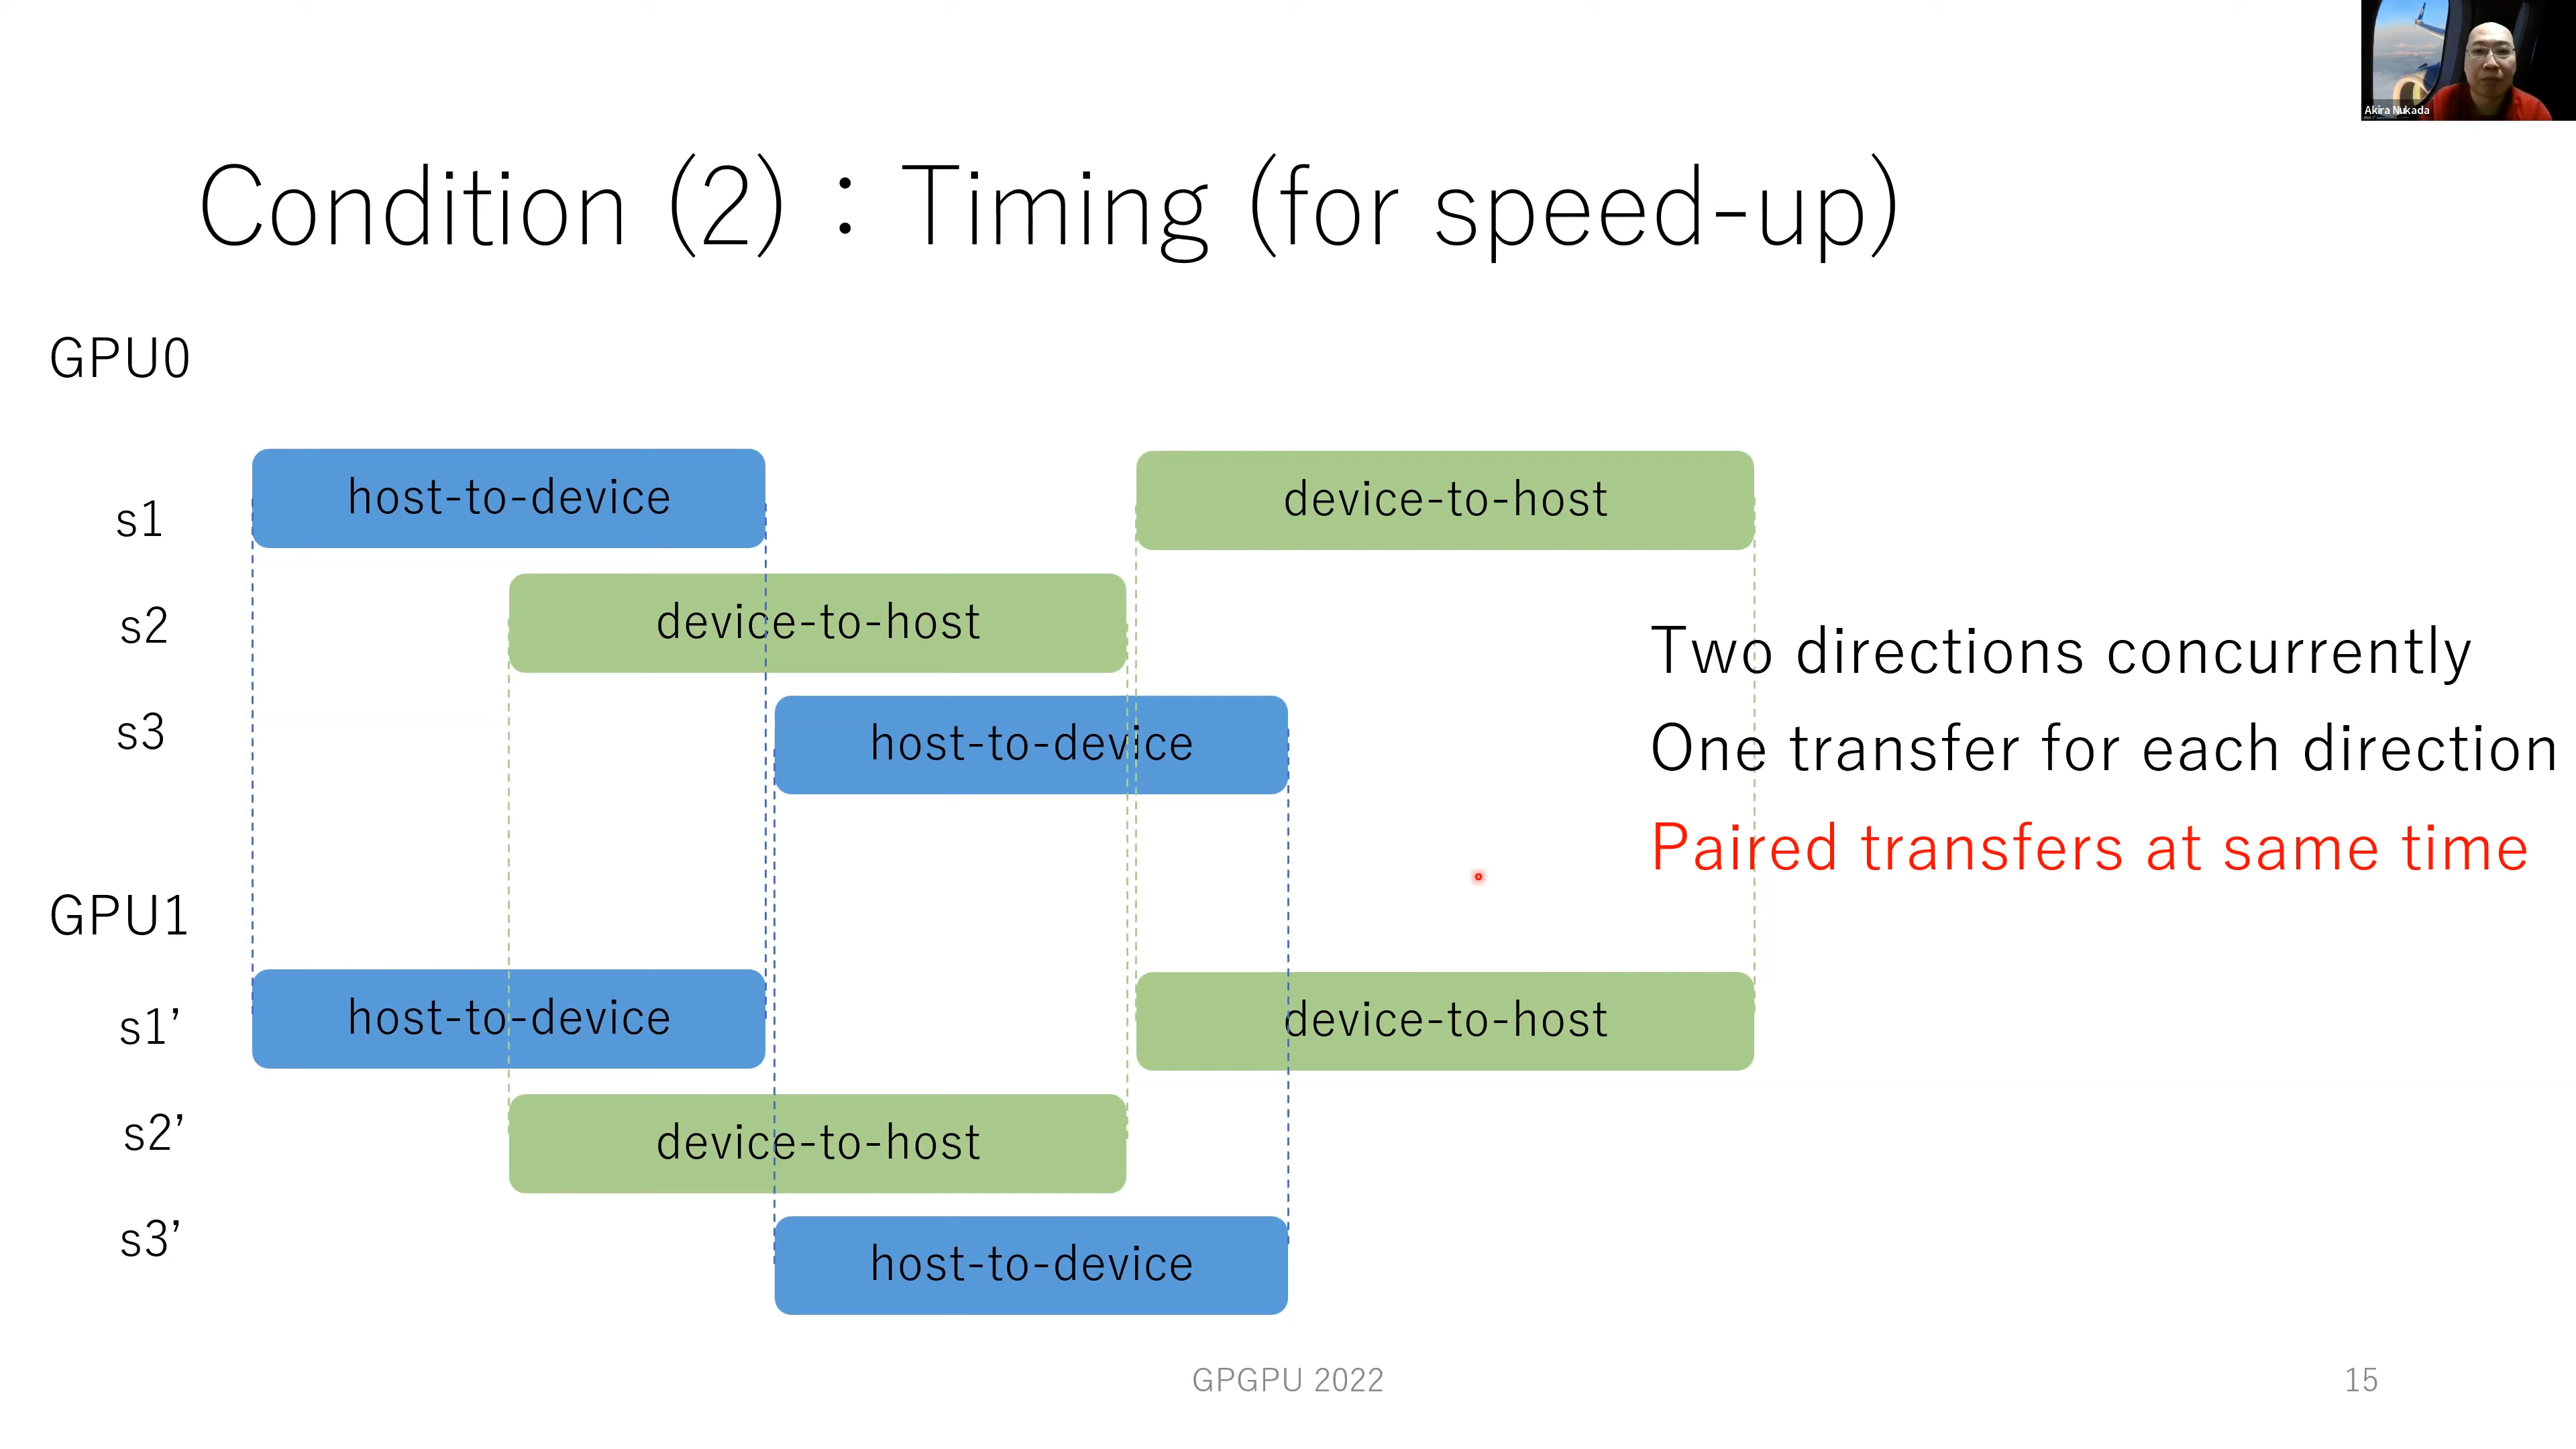 Akira Nukada
Condition (2) : Timing (for speed-up)
GPU0
s1
host-to-device
device-to-host
s2
device-to-host
s3
host-to-device
Two directions concurrently
One transfer for each direction
Paired transfers at same time
GPU1
s1’
host-to-device
device-to-host
s2’
device-to-host
s3’
host-to-device
GPGPU 2022
15